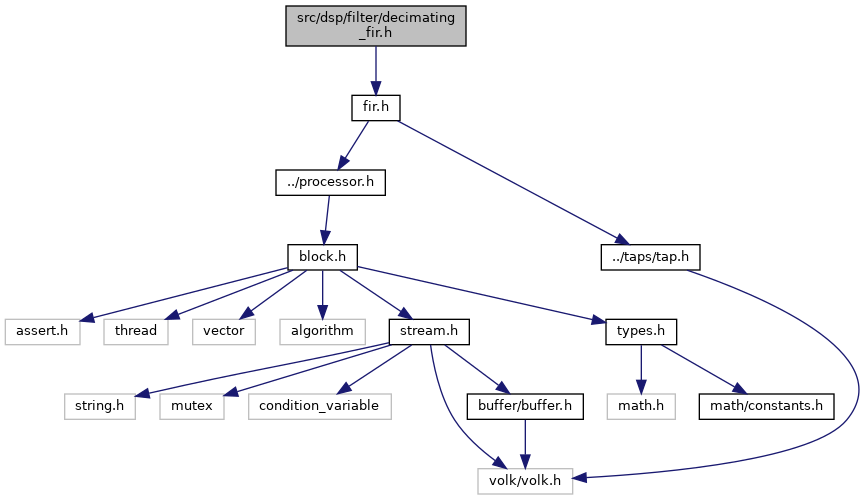 src/dsp/filter/decimating
_fir.h
fir.h
../processor.h
block.h
../taps/tap.h
assert.h
thread
vector
algorithm
stream.h
types.h
string.h
mutex
condition_variable
buffer/buffer.h
math.h
math/constants.h
volk/volk.h